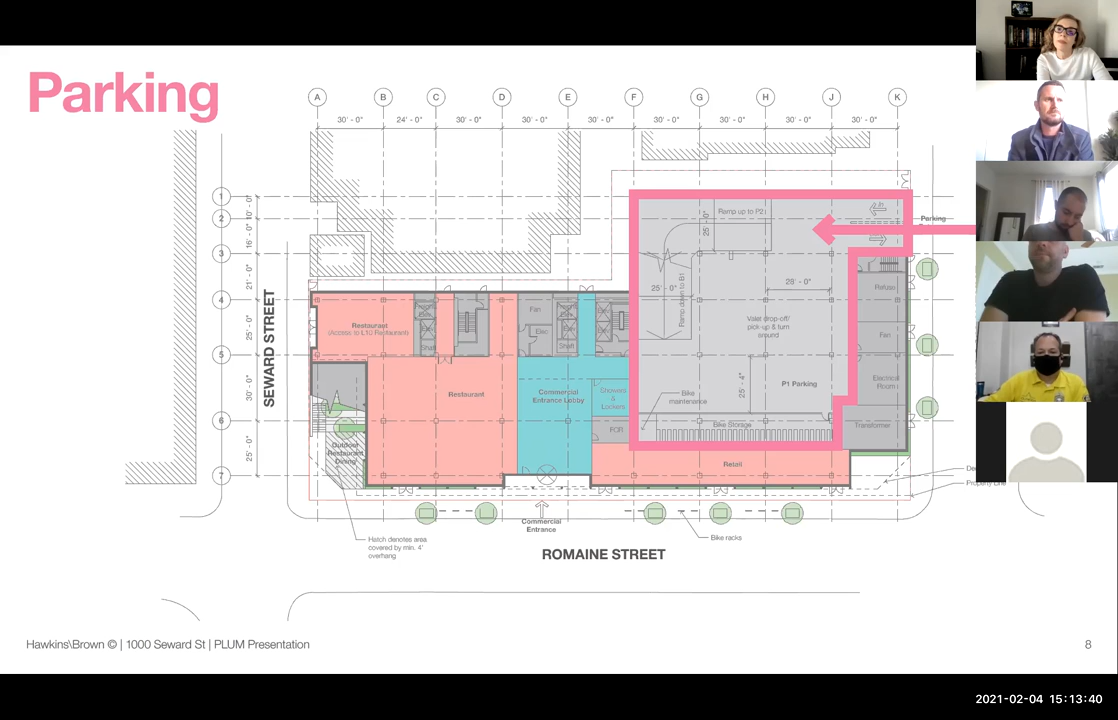 Parking
A B C D E F G H J K
30' - 0" 24' - 0" 30' - 0" 30' - 0" 30' - 0" 30' - 0" 30' - 0" 30' - 0" 30' - 0"
1
2
3
4
5
6
7
10' - 0"
16' - 0"
21' - 0"
25' - 0"
30' - 0"
25' - 0"
SEWARD STREET
Ramp up to P2
25' - 0"
In
Parking
25' - 0"
Ramp down to B1
28' - 0"
Refuse
Restaurant
(Access to L10 Restaurant)
Shaft
Fan
Elec
Shaft
Valet drop-off/
pick-up & turn
around
Fan
Restaurant
Commercial
Entrance Lobby
Showers
&
Lockers
25' - 4"
P1 Parking
Electrical
Room
Bike
maintenance
FCR
Bike Storage
Transformer
Outdoor
Restaurant
Dining
Retail
Property Line
Commercial
Entrance
Hatch denotes area
covered by min. 4'
overhang
Bike racks
ROMAINE STREET
Hawkins\Brown © | 1000 Seward St | PLUM Presentation
8
2021-02-04 15:13:40